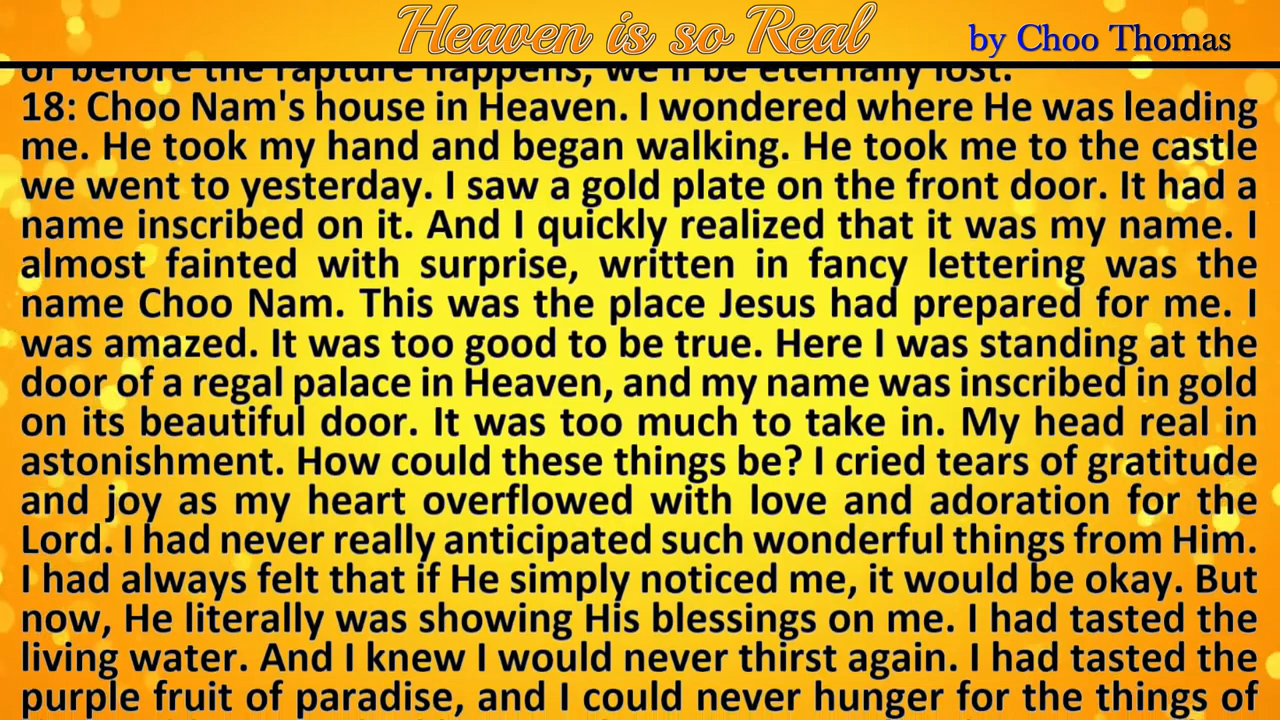 Heaven is so Real
by Choo Thomas
or before the rapture happens, we'll be eternally lost.
18: Choo Nam's house in Heaven. I wondered where He was leading
me. He took my hand and began walking. He took me to the castle
we went to yesterday. I saw a gold plate on the front door. It had a
name inscribed on it. And I quickly realized that it was my name. I
almost fainted with surprise, written in fancy lettering was the
name Choo Nam. This was the place Jesus had prepared for me. I
was amazed. It was too good to be true. Here I was standing at the
door of a regal palace in Heaven, and my name was inscribed in gold
on its beautiful door. It was too much to take in. My head real in
astonishment. How could these things be? I cried tears of gratitude
and joy as my heart overflowed with love and adoration for the
Lord. I had never really anticipated such wonderful things from Him.
I had always felt that if He simply noticed me, it would be okay. But
now, He literally was showing His blessings on me. I had tasted the
living water. And I knew I would never thirst again. I had tasted the
purple fruit of paradise, and I could never hunger for the things of